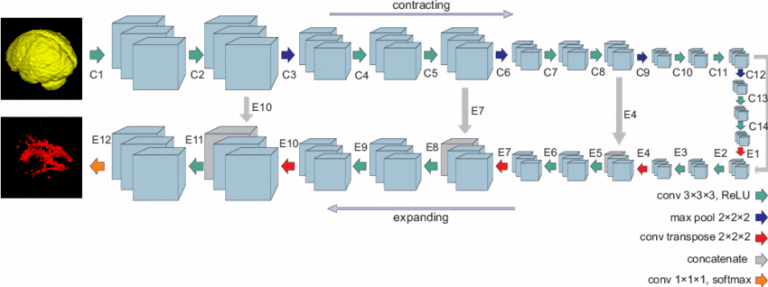 contracting
C1
C2
C3
C4
C5
C6
C7
C8
C9
C10
C11
C12
C13
C14
E10
E7
E4
E12
E11
E10
E9
E8
E7
E6
E5
E4
E3
E2
E1
expanding
conv 3×3×3, ReLU
max pool 2×2×2
conv transpose 2×2×2
concatenate
conv 1×1×1, softmax